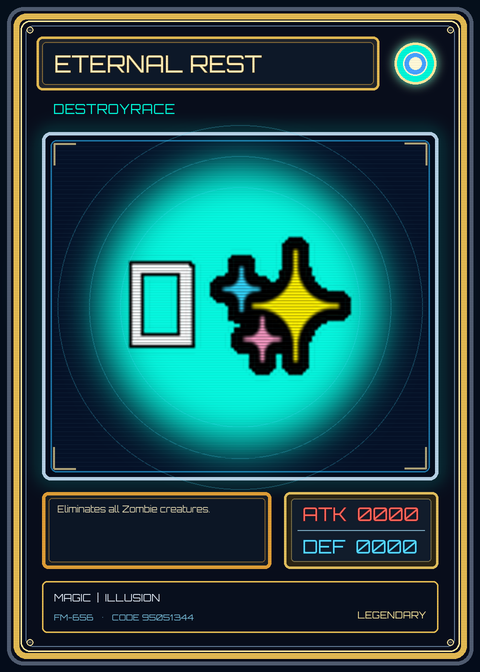 ETERNAL REST
DESTROYRACE
Eliminates all Zombie creatures.
ATK 0000
DEF 0000
MAGIC | ILLUSION
FM-656 · CODE 95051344
LEGENDARY